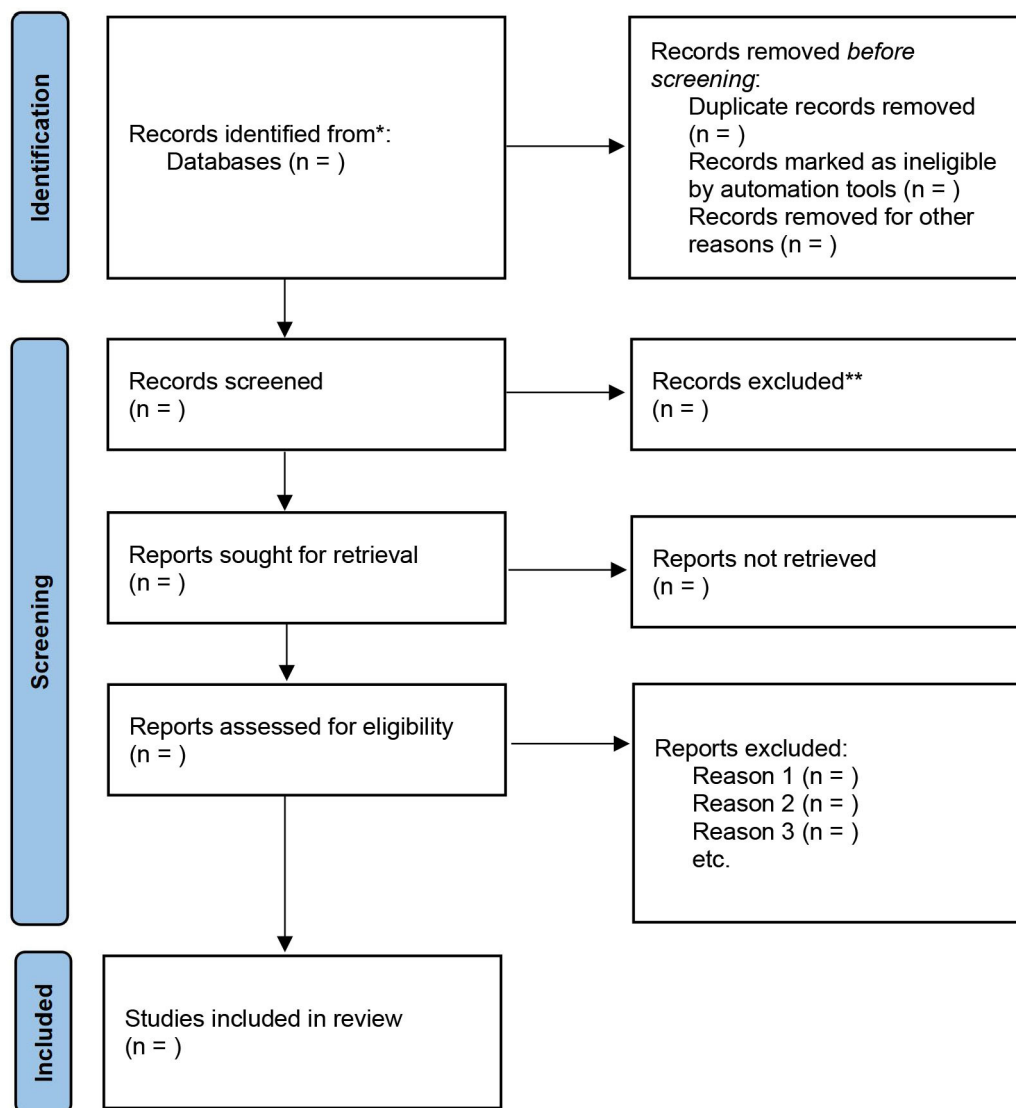 Identification
Records identified from*:
Databases (n = )
Records removed before
screening:
Duplicate records removed
(n = )
Records marked as ineligible
by automation tools (n = )
Records removed for other
reasons (n = )
Screening
Records screened
(n = )
Records excluded**
(n = )
Reports sought for retrieval
(n = )
Reports not retrieved
(n = )
Reports assessed for eligibility
(n = )
Reports excluded:
Reason 1 (n = )
Reason 2 (n = )
Reason 3 (n = )
etc.
Included
Studies included in review
(n = )